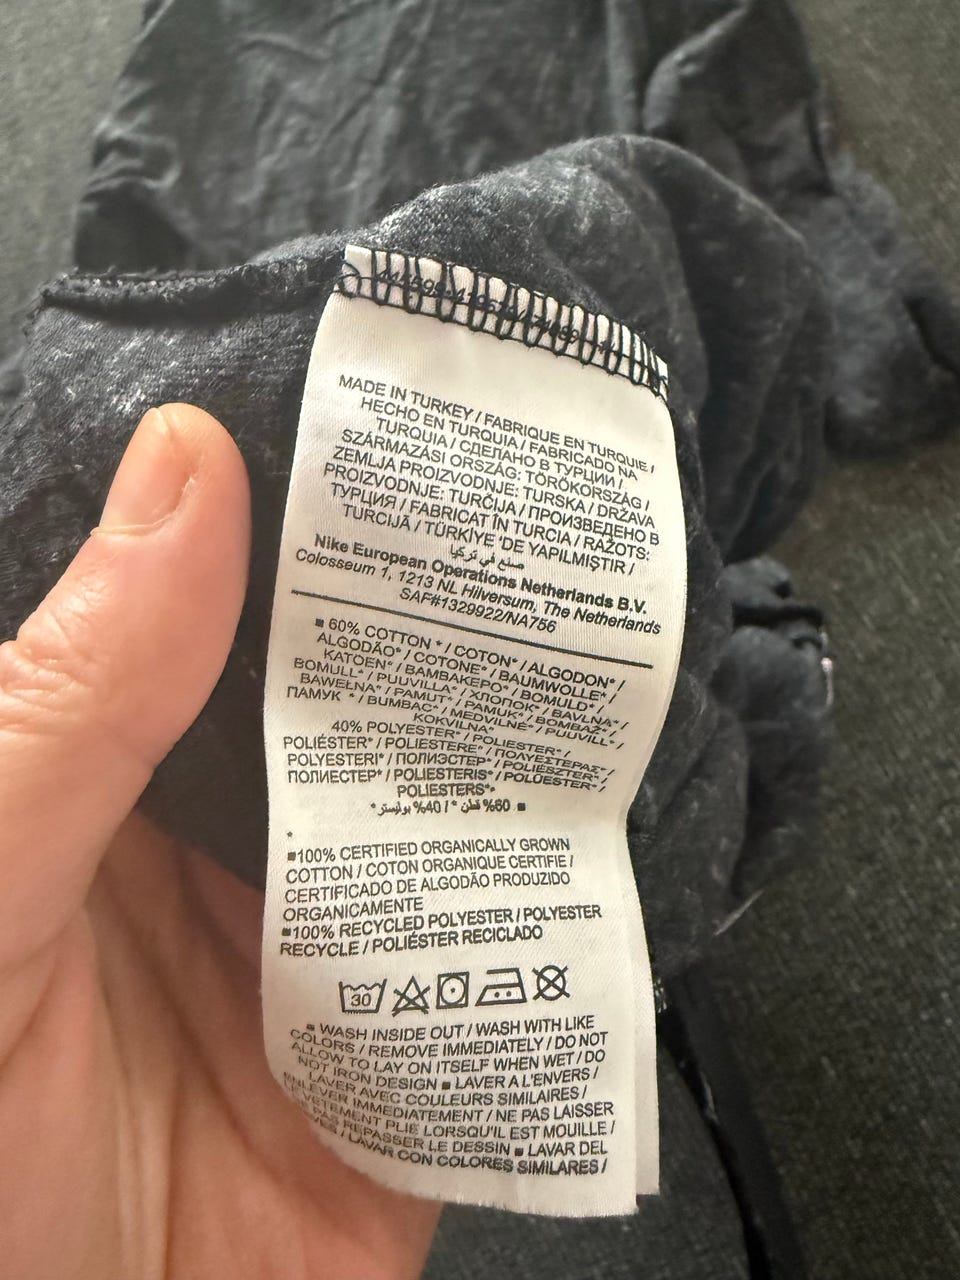 MADE IN TURKEY / FABRIQUE EN TURQUIE /
HECHO EN TURQUIA / FABRICADO NA
TURQUIA / СДЕЛАНО В ТУРЦИИ /
SZÁRMAZÁSI ORSZÁG: TÖRÖKORSZÁG /
ZEMLJA PROIZVODNJE: TURSKA / DRŽAVA
PROIZVODNJE: TURČIJA / ПРОИЗВЕДЕНО В
ТУРЦИЯ / FABRICAT ÎN TURCIA / RAŽOTS:
TURCIJĀ / TÜRKİYE 'DE YAPILMIŞTIR /
صنع في تركيا
Nike European Operations Netherlands B.V.
Colosseum 1, 1213 NL Hilversum, The Netherlands
SAF#1329922/NA756
■ 60% COTTON* / COTON* / ALGODON* /
ALGODÃO* / COTONE* / BAUMWOLLE* /
KATOEN* / ΒΑΜΒΑΚΕΡΟ* / BOMULD* /
BOMULL* / PUUVILLA* / ХЛОПОК* / BAVLNA* /
BAWEŁNA* / PAMUT* / PAMUK* / BOMBAŽ* /
ПАМУК * / BUMBAC* / MEDVILNĖ* / PUUVILL* /
KOKVILNA*
40% POLYESTER* / POLIESTER* /
POLIÉSTER* / POLIESTERE* / ΠΟΛΥΕΣΤΕΡΑΣ* /
POLYESTERI* / ПОЛИЭСТЕР* / POLIÉSZTER* /
ПОЛИЕСТЕР* / POLIESTERIS* / POLÜESTER* /
POLIESTERS*
■ 60% قطن * / 40% بوليستر *
*
■100% CERTIFIED ORGANICALLY GROWN
COTTON / COTON ORGANIQUE CERTIFIE /
CERTIFICADO DE ALGODÃO PRODUZIDO
ORGANICAMENTE
■100% RECYCLED POLYESTER / POLYESTER
RECYCLE / POLIÉSTER RECICLADO
30
■ WASH INSIDE OUT / WASH WITH LIKE
COLORS / REMOVE IMMEDIATELY / DO NOT
ALLOW TO LAY ON ITSELF WHEN WET / DO
NOT IRON DESIGN ■ LAVER A L'ENVERS /
LAVER AVEC COULEURS SIMILAIRES /
ENLEVER IMMEDIATEMENT / NE PAS LAISSER
VETEMENT PLIE LORSQU'IL EST MOUILLE /
PAS REPASSER LE DESSIN ■ LAVAR DEL
/ LAVAR CON COLORES SIMILARES /